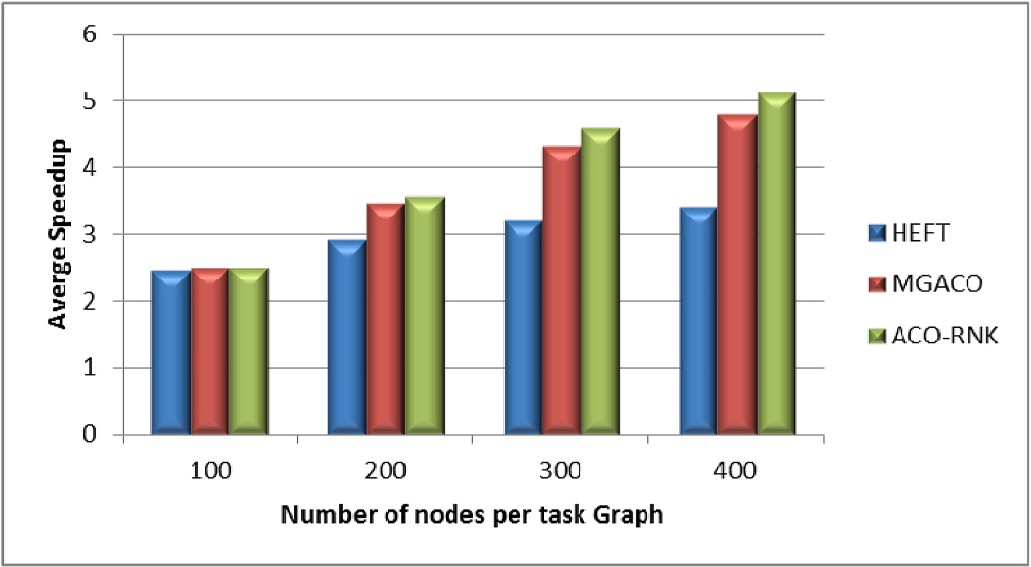 6
5
4
3
2
1
0
Averge Speedup
100 200 300 400
Number of nodes per task Graph
HEFT
MGACO
ACO-RNK